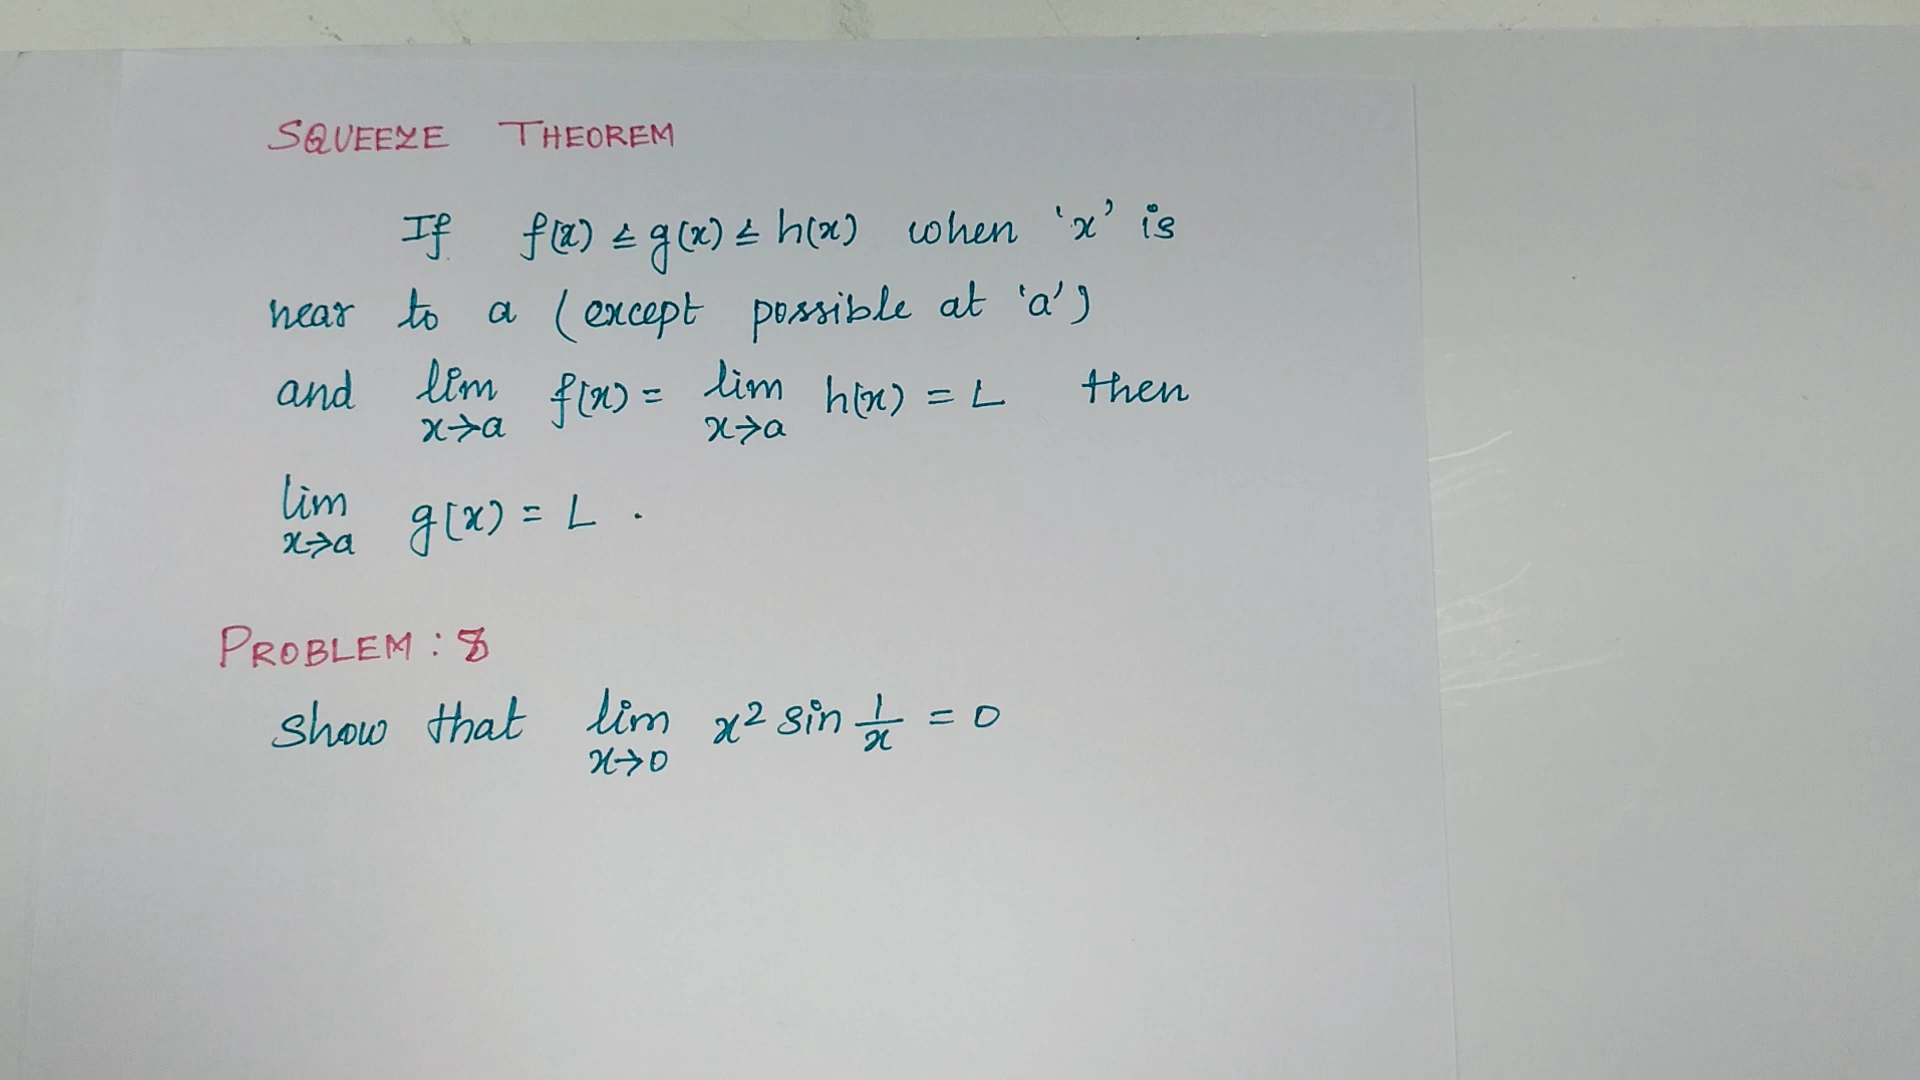 SQUEEZE THEOREM
If f(x) ≤ g(x) ≤ h(x) when 'x' is
near to a (except possible at 'a')
and lim x→a f(x) = lim x→a h(x) = L then
lim x→a g(x) = L .
PROBLEM : 8
Show that lim x→0 x² sin 1/x = 0